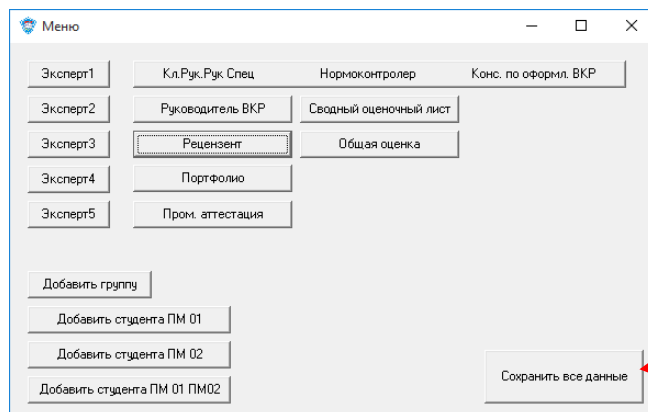 Меню
Эксперт1 Кл.Рук.Рук Спец Нормоконтролер Конс. по оформл. ВКР
Эксперт2 Руководитель ВКР Сводный оценочный лист
Эксперт3 Рецензент Общая оценка
Эксперт4 Портфолио
Эксперт5 Пром. аттестация
Добавить группу
Добавить студента ПМ 01
Добавить студента ПМ 02
Добавить студента ПМ 01 ПМ02
Сохранить все данные